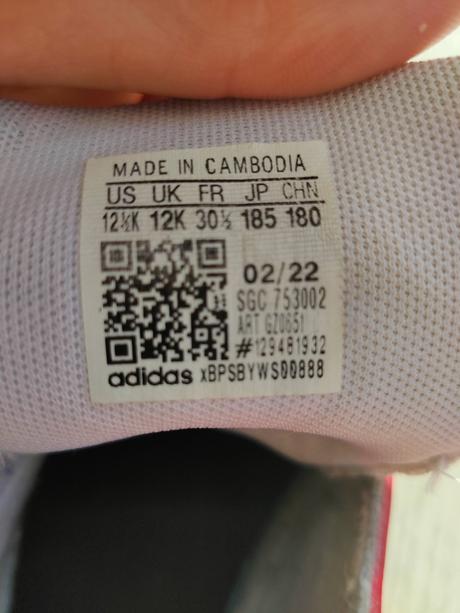 MADE IN CAMBODIA
US UK FR JP CHN
12½K 12K 30½ 185 180
02/22
SGC 753002
ART GZ0651
#129481932
adidas xBPSBYWS00888